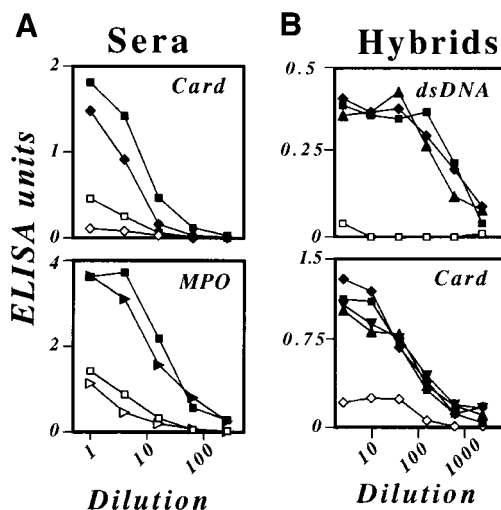 A Sera
B Hybrids
ELISA units
Card
2
1
0
MPO
4
2
0
1
10
100
Dilution
dsDNA
0.5
0.25
0
Card
1.5
0.75
0
10
100
1000
Dilution